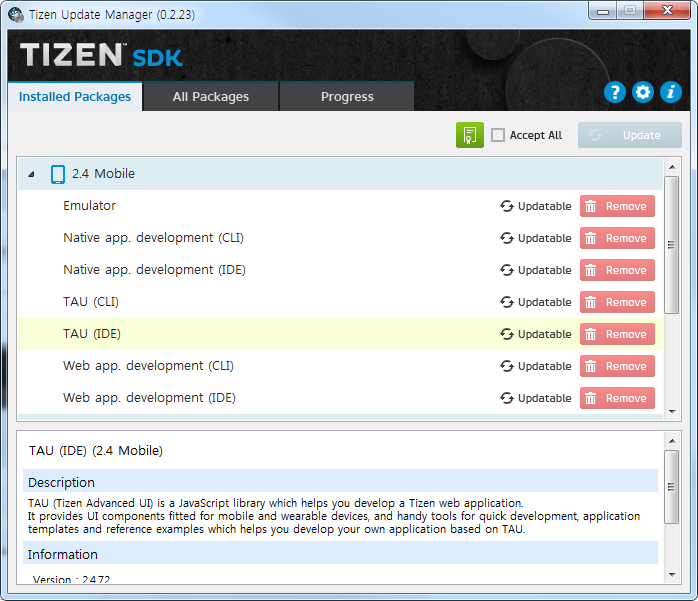 Tizen Update Manager (0.2.23)
TIZEN™ SDK
Installed Packages
All Packages
Progress
Accept All
Update
2.4 Mobile
Emulator Updatable Remove
Native app. development (CLI) Updatable Remove
Native app. development (IDE) Updatable Remove
TAU (CLI) Updatable Remove
TAU (IDE) Updatable Remove
Web app. development (CLI) Updatable Remove
Web app. development (IDE) Updatable Remove
TAU (IDE) (2.4 Mobile)
Description
TAU (Tizen Advanced UI) is a JavaScript library which helps you develop a Tizen web application.
It provides UI components fitted for mobile and wearable devices, and handy tools for quick development, application
templates and reference examples which helps you develop your own application based on TAU.
Information
Version : 2.4.72